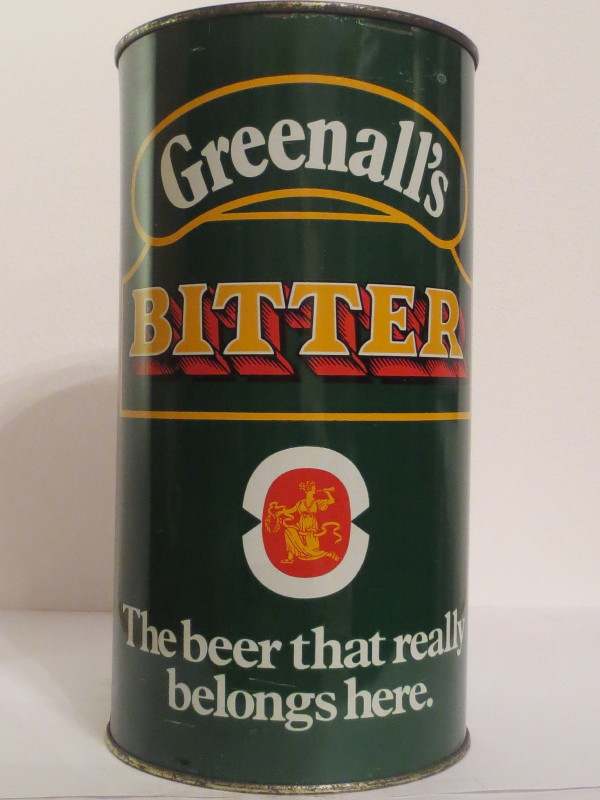 Greenall's
BITTER
The beer that really
belongs here.